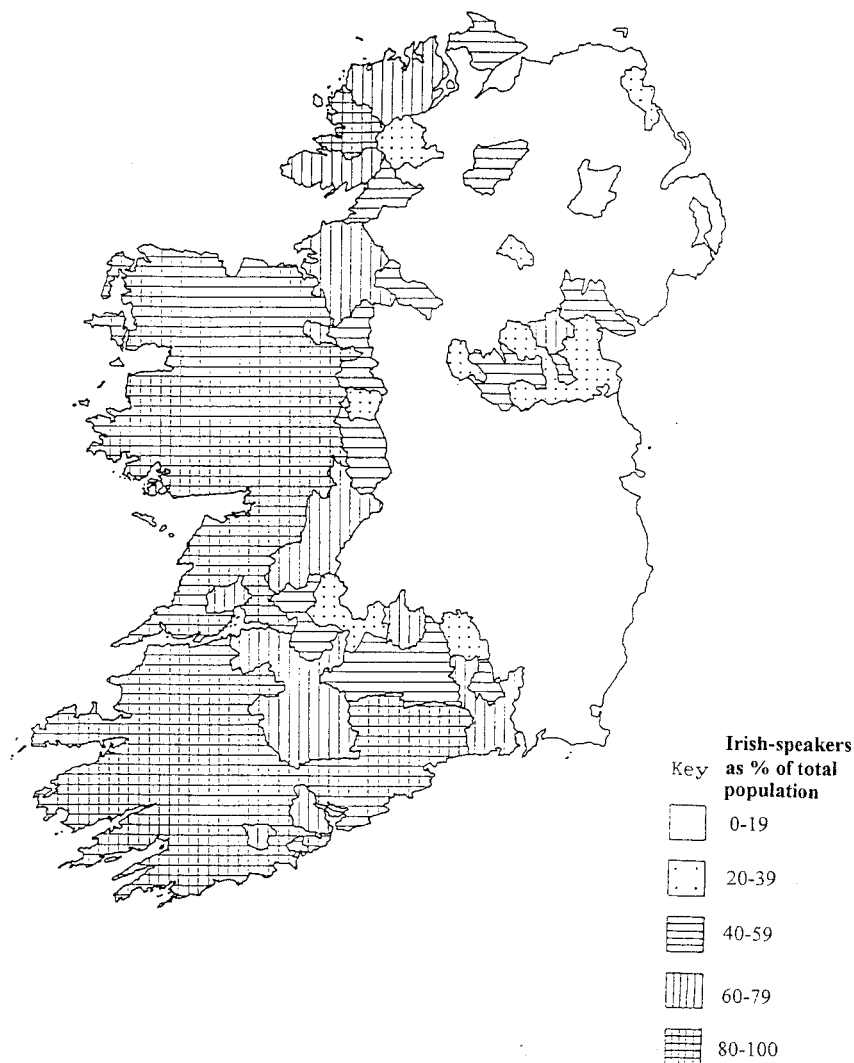 Key
Irish-speakers
as % of total
population
0-19
20-39
40-59
60-79
80-100